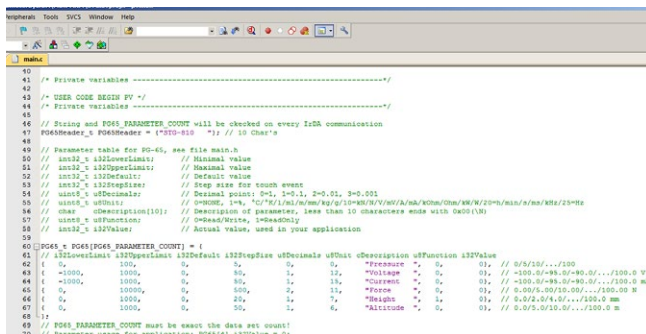 Peripherals Tools SVCS Window Help
main.c
40
41 /* Private variables ---------------------------------------------------------*/
42
43 /* USER CODE BEGIN PV */
44 /* Private variables ---------------------------------------------------------*/
45
46 // String and PG65_PARAMETER_COUNT will be ckecked on every IrDA communication
47 PG65Header_t PG65Header = {"STG-810   "}; // 10 Char's
48
49 // Parameter table for PG-65, see file main.h
50 // int32_t i32LowerLimit; // Minimal value
51 // int32_t i32UpperLimit; // Maximal value
52 // int32_t i32Default; // Default value
53 // int32_t i32StepSize; // Step size for touch event
54 // uint8_t u8Decimals; // Dezimal point: 0=1, 1=0.1, 2=0.01, 3=0.001
55 // uint8_t u8Unit; // 0=NONE, 1=%, °C/°K/l/ml/m/mm/kg/g/10=kN/N/V/mV/A/mA/kOhm/Ohm/kW/W/20=h/min/s/ms/kHz/25=Hz
56 // char cDescription[10]; // Descripion of parameter, less than 10 characters ends with 0x00(\N)
57 // uint8_t u8Function; // 0=Read/Write, 1=ReadOnly
58 // int32_t i32Value; // Actual value, used in your application
59
60 PG65_t PG65[PG65_PARAMETER_COUNT] = {
61 // i32LowerLimit i32UpperLimit i32Default i32StepSize u8Decimals u8Unit cDescription u8Function i32Value
62 { 0, 100, 0, 5, 0, 0, "Pressure ", 0, 0}, // 0/5/10/.../100
63 { -1000, 1000, 0, 50, 1, 12, "Voltage ", 0, 0}, // -100.0/-95.0/-90.0/.../100.0 V
64 { -1000, 1000, 0, 50, 1, 15, "Current ", 0, 0}, // -100.0/-95.0/-90.0/.../100.0
65 { 0, 10000, 0, 500, 2, 11, "Force ", 0, 0}, // 0.00/5.00/10.00/.../100.00 N
66 { 0, 1000, 0, 20, 1, 7, "Height ", 1, 0}, // 0.0/2.0/4.0/.../100.0 mm
67 { 0, 1000, 0, 50, 1, 6, "Altitude ", 0, 0}, // 0.0/5.0/10.0/.../100.0 m
68 };
69 // PG65_PARAMETER_COUNT must be exact the data set count!